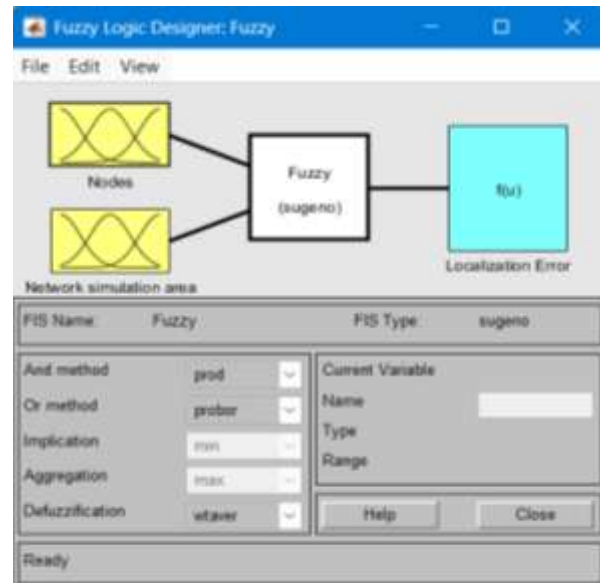 Fuzzy Logic Designer: Fuzzy
File Edit View
Nodes
Fuzzy
(sugeno)
f(u)
Network simulation area
Localization Error
FIS Name: Fuzzy FIS Type: sugeno
And method prod
Or method probor
Implication min
Aggregation max
Defuzzification wtaver
Current Variable
Name
Type
Range
Help Close
Ready